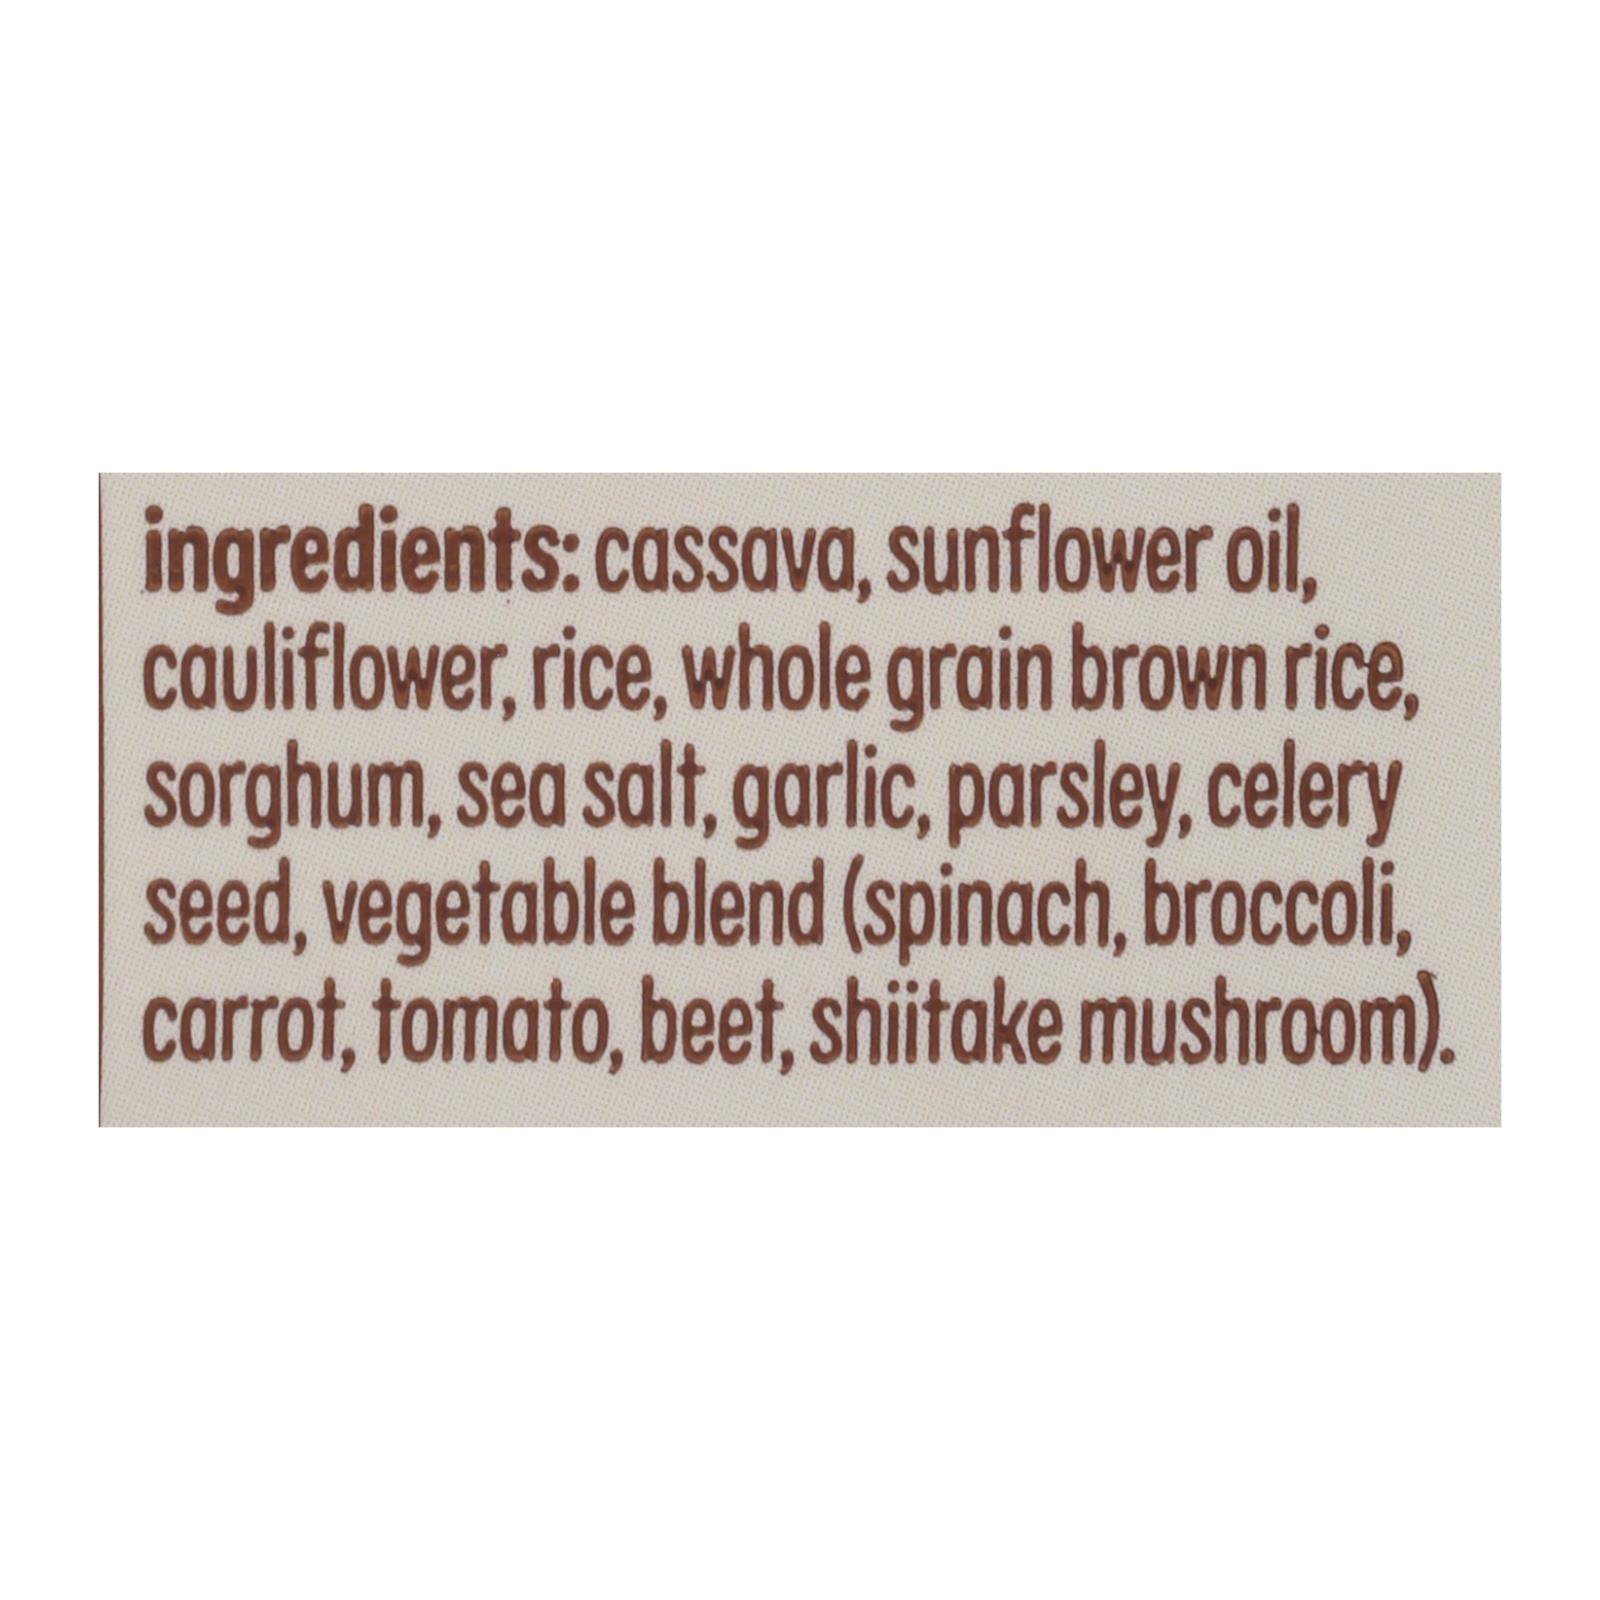 ingredients: cassava, sunflower oil,
cauliflower, rice, whole grain brown rice,
sorghum, sea salt, garlic, parsley, celery
seed, vegetable blend (spinach, broccoli,
carrot, tomato, beet, shiitake mushroom).